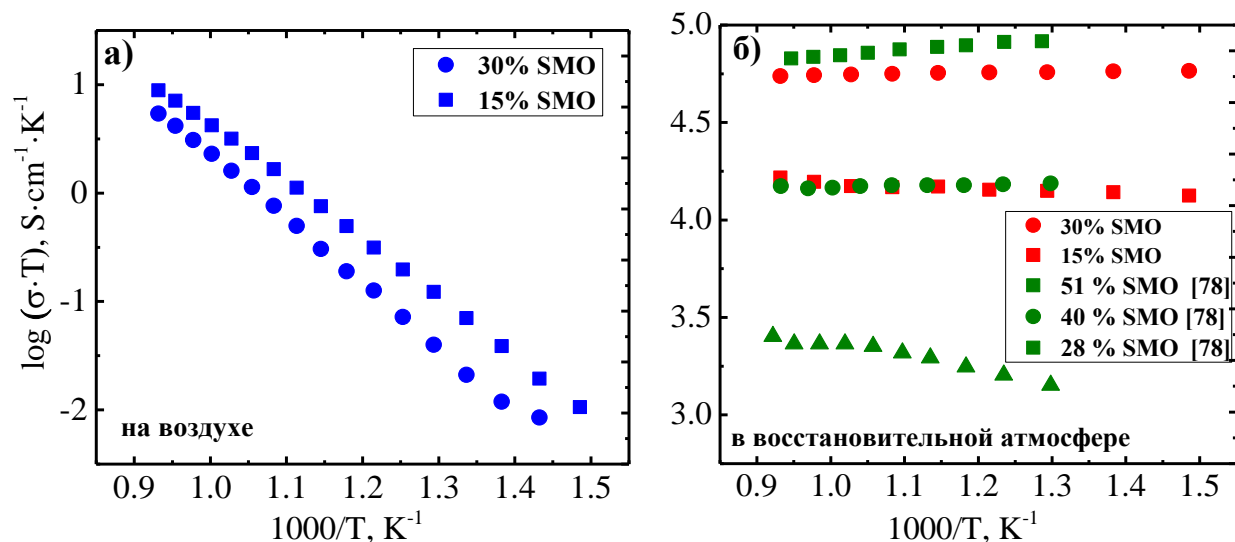 а)
30% SMO
15% SMO
log (σ·T), S·cm⁻¹·K⁻¹
1
0
-1
-2
на воздухе
0.9 1.0 1.1 1.2 1.3 1.4 1.5
1000/T, K⁻¹
б)
5.0
4.5
4.0
3.5
3.0
30% SMO
15% SMO
51 % SMO [78]
40 % SMO [78]
28 % SMO [78]
в восстановительной атмосфере
0.9 1.0 1.1 1.2 1.3 1.4 1.5
1000/T, K⁻¹